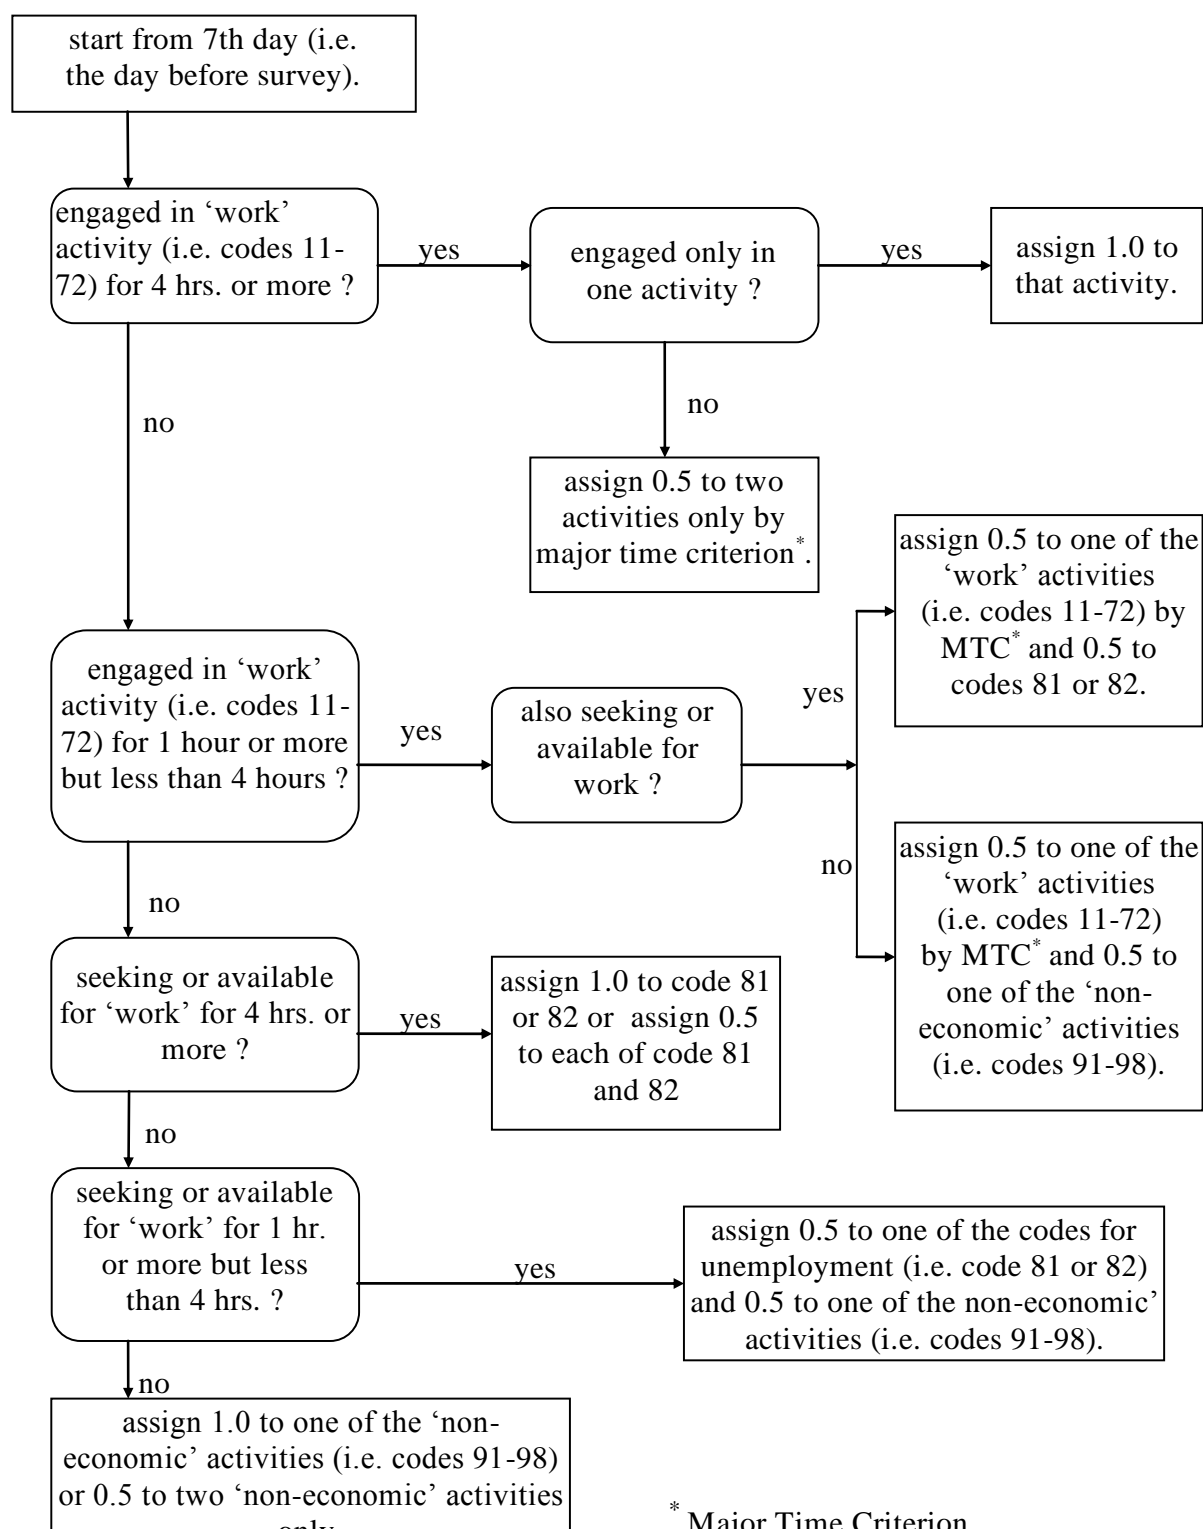 start from 7th day (i.e.
the day before survey).
engaged in ‘work’
activity (i.e. codes 11-
72) for 4 hrs. or more ?
yes
engaged only in
one activity ?
yes
assign 1.0 to
that activity.
no
no
assign 0.5 to two
activities only by
major time criterion*.
engaged in ‘work’
activity (i.e. codes 11-
72) for 1 hour or more
but less than 4 hours ?
yes
also seeking or
available for
work ?
yes
assign 0.5 to one of the
‘work’ activities
(i.e. codes 11-72) by
MTC* and 0.5 to
codes 81 or 82.
no
assign 0.5 to one of the
‘work’ activities
(i.e. codes 11-72)
by MTC* and 0.5 to
one of the ‘non-
economic’ activities
(i.e. codes 91-98).
no
seeking or available
for ‘work’ for 4 hrs. or
more ?
yes
assign 1.0 to code 81
or 82 or assign 0.5
to each of code 81
and 82
no
seeking or available
for ‘work’ for 1 hr.
or more but less
than 4 hrs. ?
yes
assign 0.5 to one of the codes for
unemployment (i.e. code 81 or 82)
and 0.5 to one of the non-economic’
activities (i.e. codes 91-98).
no
assign 1.0 to one of the ‘non-
economic’ activities (i.e. codes 91-98)
or 0.5 to two ‘non-economic’ activities
only
* Major Time Criterion